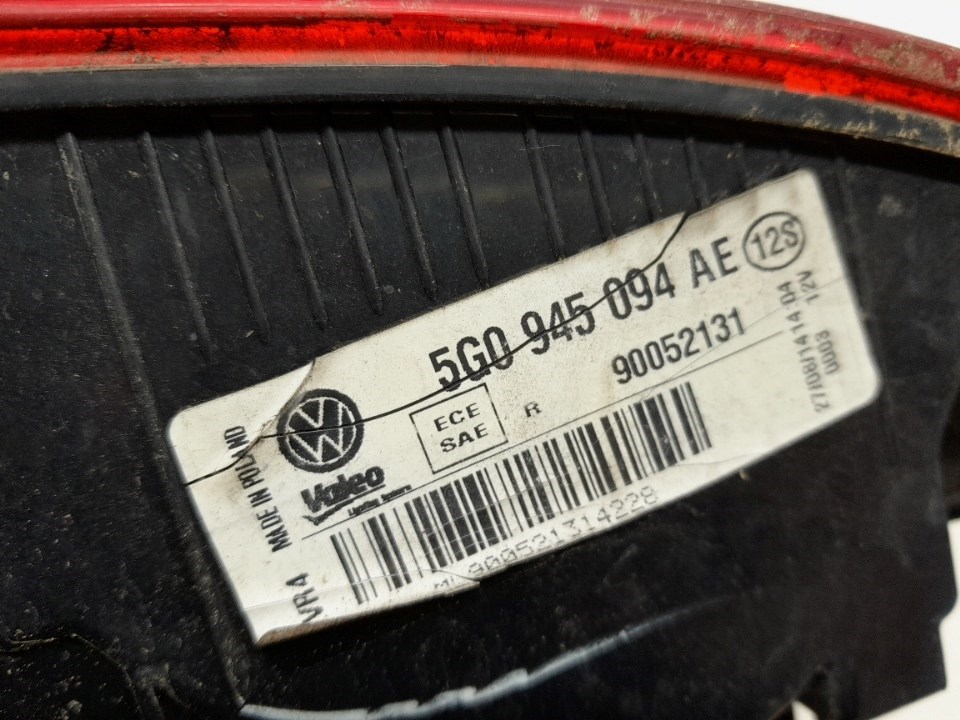 5G0 945 094 AE 12S
90052131
ECE
SAE
R
Valeo
MADE IN POLAND
VR4
27/08/14 14:04
0003 12V